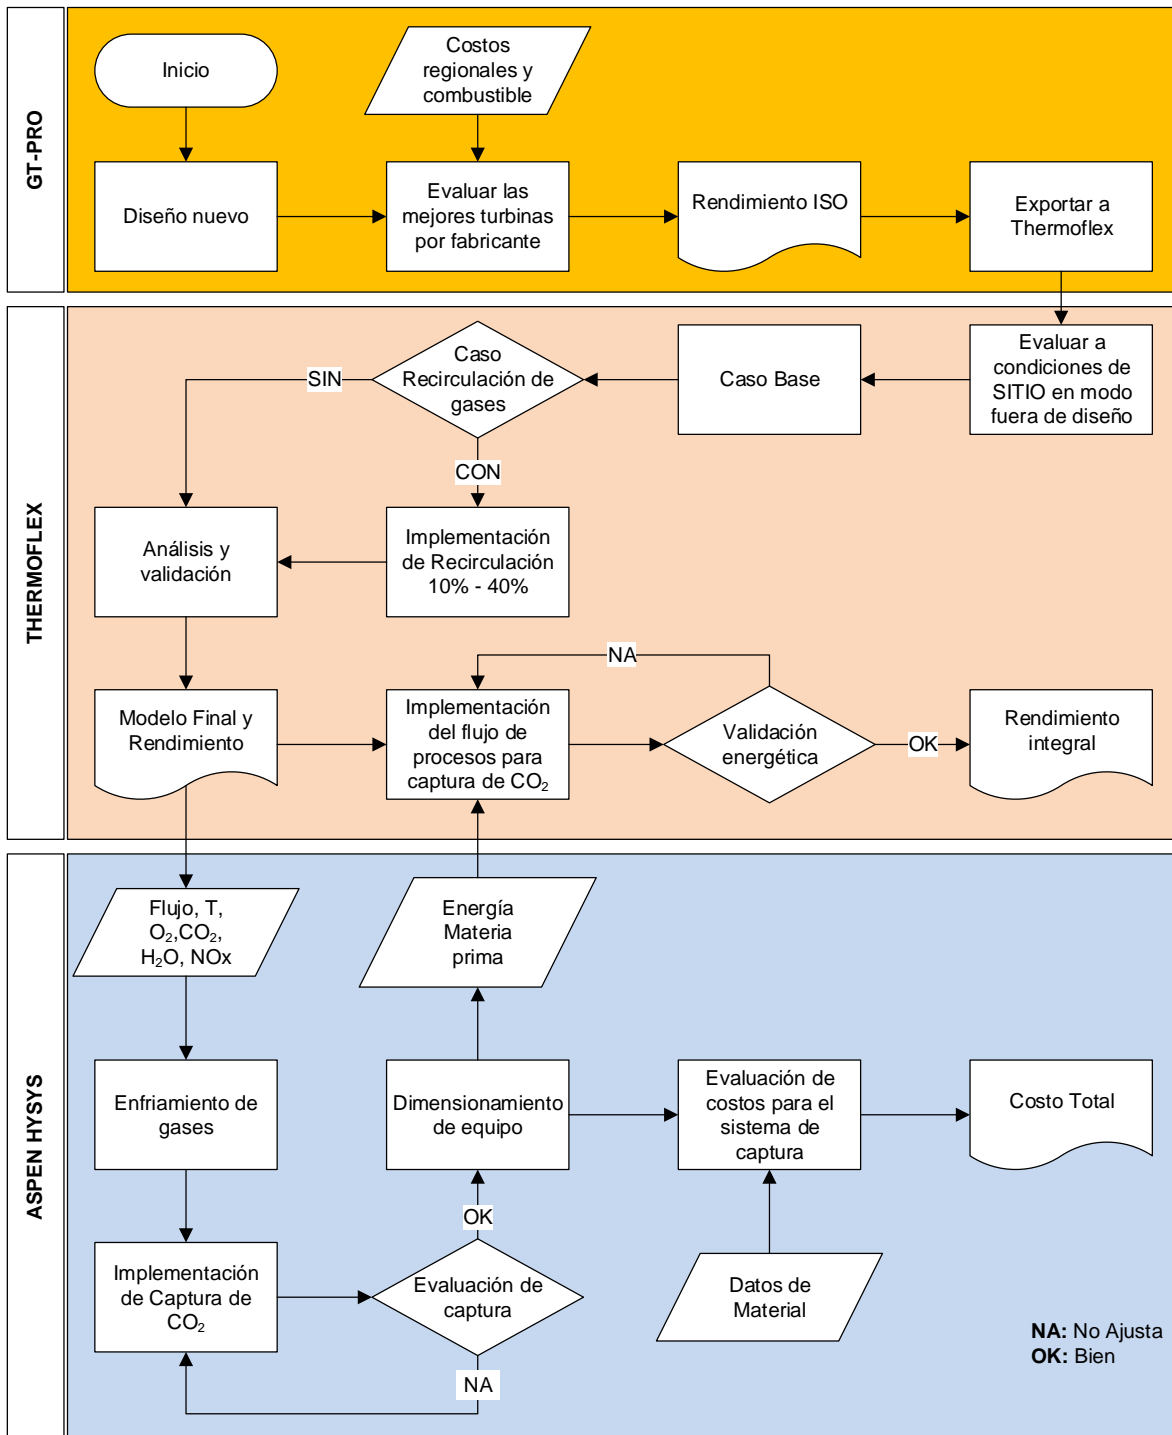 GT-PRO
Inicio
Costos
regionales y
combustible
Diseño nuevo
Evaluar las
mejores turbinas
por fabricante
Rendimiento ISO
Exportar a
Thermoflex
THERMOFLEX
Evaluar a
condiciones de
SITIO en modo
fuera de diseño
Caso Base
Caso
Recirculación de
gases
SIN
CON
Análisis y
validación
Implementación
de Recirculación
10% - 40%
NA
Modelo Final y
Rendimiento
Implementación
del flujo de
procesos para
captura de CO₂
Validación
energética
OK
Rendimiento
integral
ASPEN HYSYS
Flujo, T,
O₂,CO₂,
H₂O, NOx
Energía
Materia
prima
Enfriamiento de
gases
Dimensionamiento
de equipo
Evaluación de
costos para el
sistema de
captura
Costo Total
OK
Implementación
de Captura de
CO₂
Evaluación de
captura
Datos de
Material
NA
NA: No Ajusta
OK: Bien